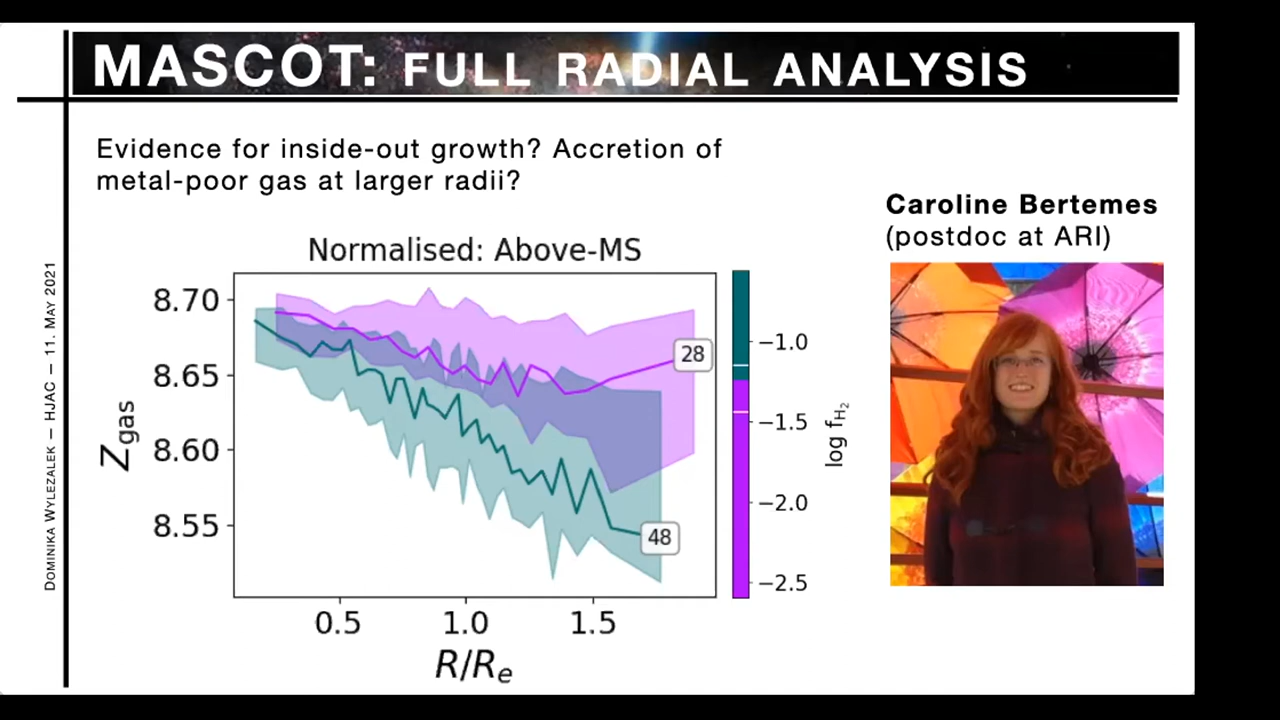 MASCOT: FULL RADIAL ANALYSIS
Evidence for inside-out growth? Accretion of
metal-poor gas at larger radii?
Caroline Bertemes
(postdoc at ARI)
DOMINIKA WYLEZALEK – HJAC – 11. MAY 2021
Normalised: Above-MS
8.70
8.65
8.60
8.55
Zgas
28
48
0.5 1.0 1.5
R/Re
−1.0
−1.5
−2.0
−2.5
log fH2